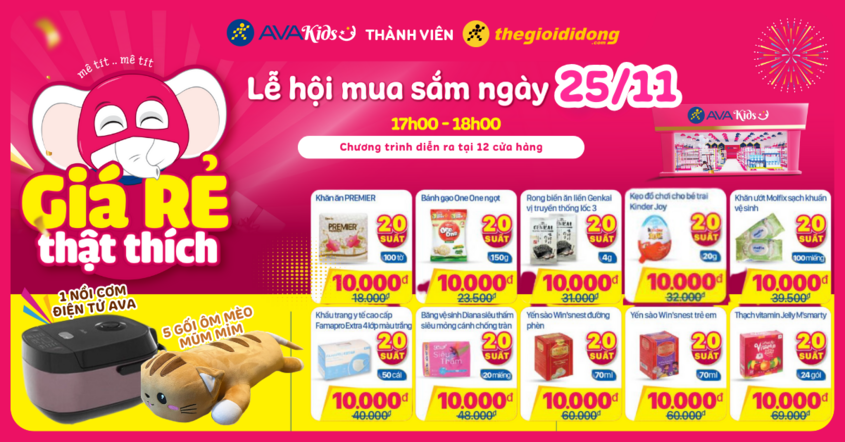 AVAKids THÀNH VIÊN thegioididong.com
mê tít .. mê tít
Giá RẺ
thật thích
Lễ hội mua sắm ngày 25/11
17h00 - 18h00
Chương trình diễn ra tại 12 cửa hàng
AVAKids
1 NỒI CƠM
ĐIỆN TỬ AVA
5 GỐI ÔM MÈO
MŨM MĨM
Khăn ăn PREMIER
PREMIER
20
SUẤT
100 tờ
10.000đ
18.000đ
Bánh gạo One One ngọt
One One
20
SUẤT
150g
10.000đ
23.500đ
Rong biển ăn liền Genkai
vị truyền thống lốc 3
GENKAI
20
SUẤT
4g
10.000đ
31.000đ
Kẹo đồ chơi cho bé trai
Kinder Joy
20
SUẤT
20g
10.000đ
32.000đ
Khăn ướt Molfix sạch khuẩn
vệ sinh
20
SUẤT
100 miếng
10.000đ
39.500đ
Khẩu trang y tế cao cấp
Famapro Extra 4 lớp màu trắng
20
SUẤT
50 cái
10.000đ
40.000đ
Băng vệ sinh Diana siêu thấm
siêu mỏng cánh chống tràn
20
SUẤT
20 miếng
10.000đ
48.000đ
Yến sào Win'snest đường
phèn
20
SUẤT
70ml
10.000đ
60.000đ
Yến sào Win'snest trẻ em
20
SUẤT
70ml
10.000đ
60.000đ
Thạch vitamin Jelly M'smarty
20
SUẤT
24 gói
10.000đ
69.000đ